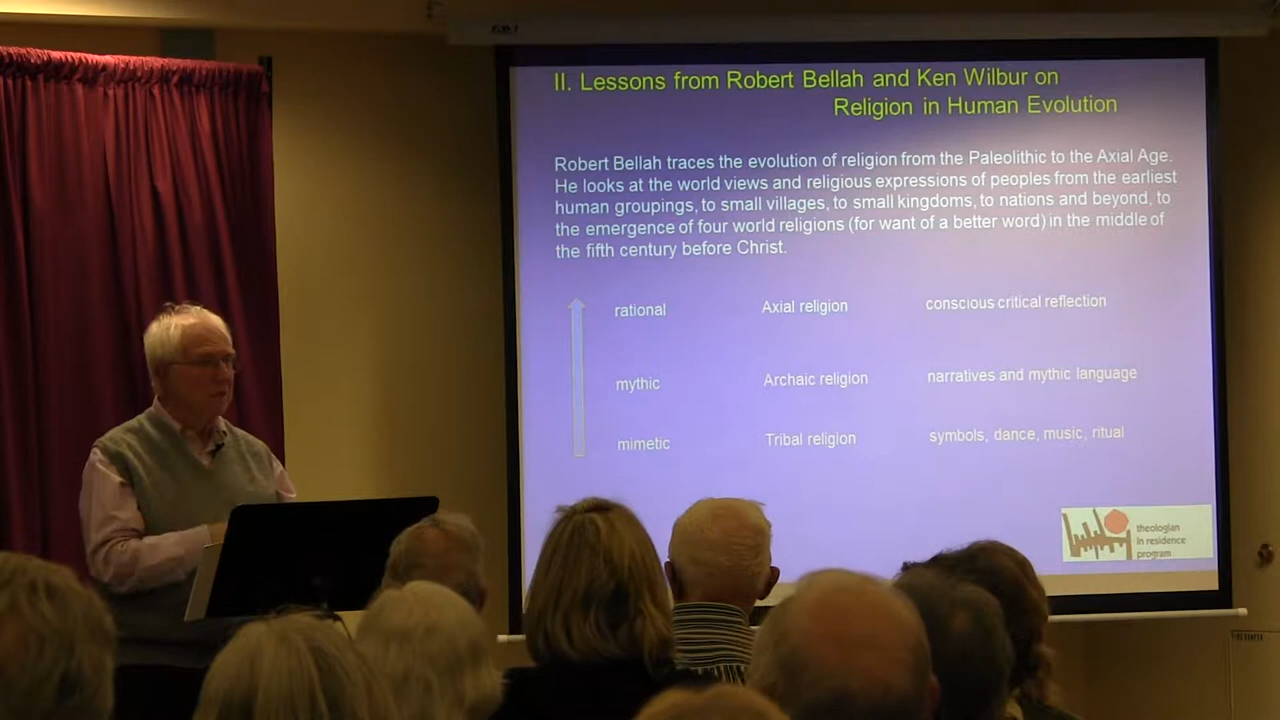 II. Lessons from Robert Bellah and Ken Wilbur on
Religion in Human Evolution
Robert Bellah traces the evolution of religion from the Paleolithic to the Axial Age.
He looks at the world views and religious expressions of peoples from the earliest
human groupings, to small villages, to small kingdoms, to nations and beyond, to
the emergence of four world religions (for want of a better word) in the middle of
the fifth century before Christ.
rational Axial religion conscious critical reflection
mythic Archaic religion narratives and mythic language
mimetic Tribal religion symbols, dance, music, ritual
theologian
in residence
program